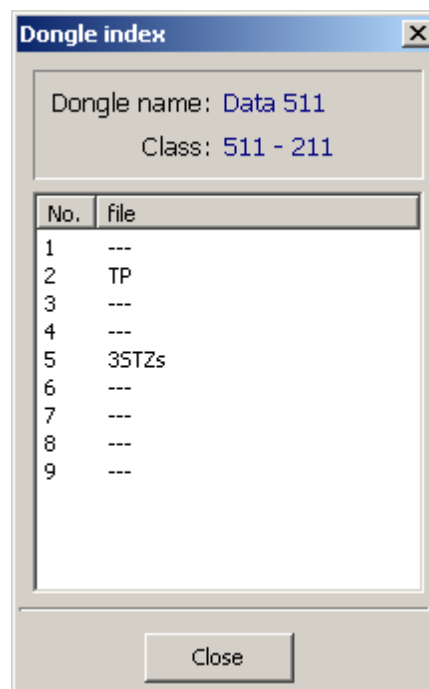 Dongle index
Dongle name: Data 511
Class: 511 - 211
No. file
1 ---
2 TP
3 ---
4 ---
5 3STZs
6 ---
7 ---
8 ---
9 ---
Close